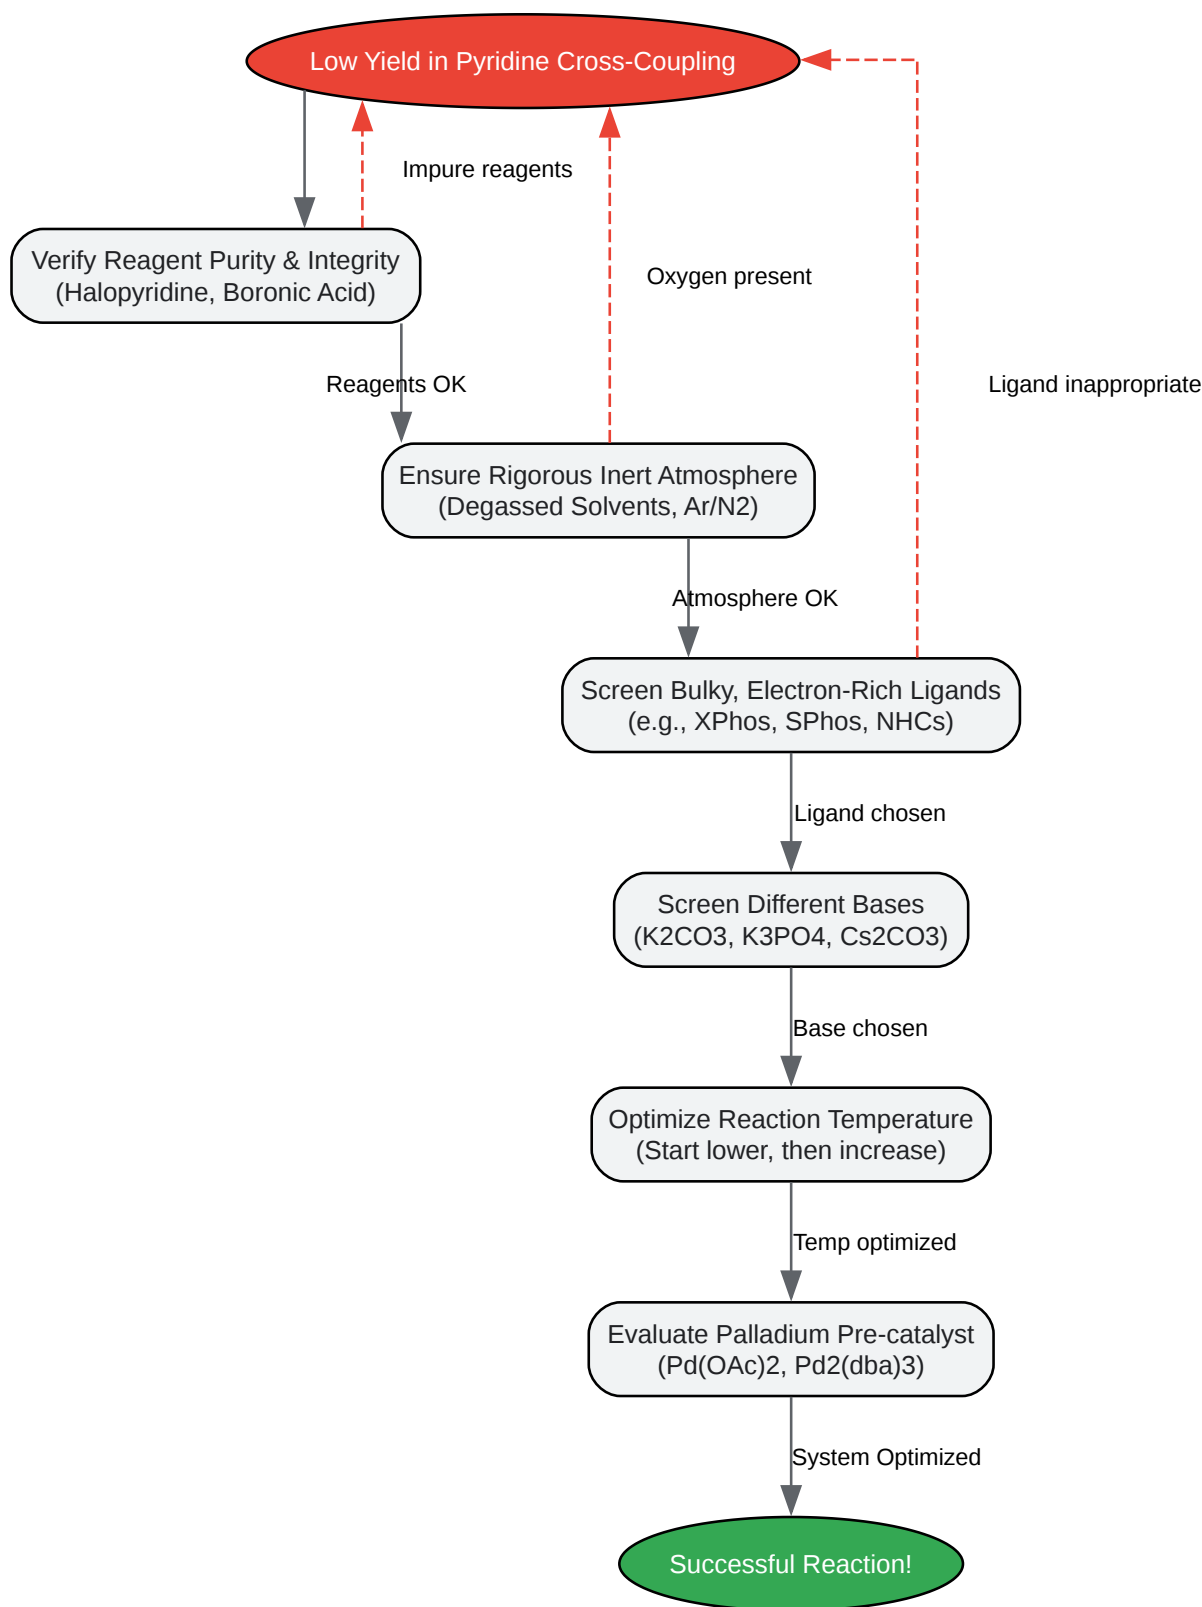 Low Yield in Pyridine Cross-Coupling
Impure reagents
Verify Reagent Purity & Integrity
(Halopyridine, Boronic Acid)
Oxygen present
Reagents OK
Ligand inappropriate
Ensure Rigorous Inert Atmosphere
(Degassed Solvents, Ar/N2)
Atmosphere OK
Screen Bulky, Electron-Rich Ligands
(e.g., XPhos, SPhos, NHCs)
Ligand chosen
Screen Different Bases
(K2CO3, K3PO4, Cs2CO3)
Base chosen
Optimize Reaction Temperature
(Start lower, then increase)
Temp optimized
Evaluate Palladium Pre-catalyst
(Pd(OAc)2, Pd2(dba)3)
System Optimized
Successful Reaction!